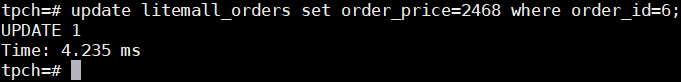 tpch=# update litemall_orders set order_price=2468 where order_id=6;
UPDATE 1
Time: 4.235 ms
tpch=#